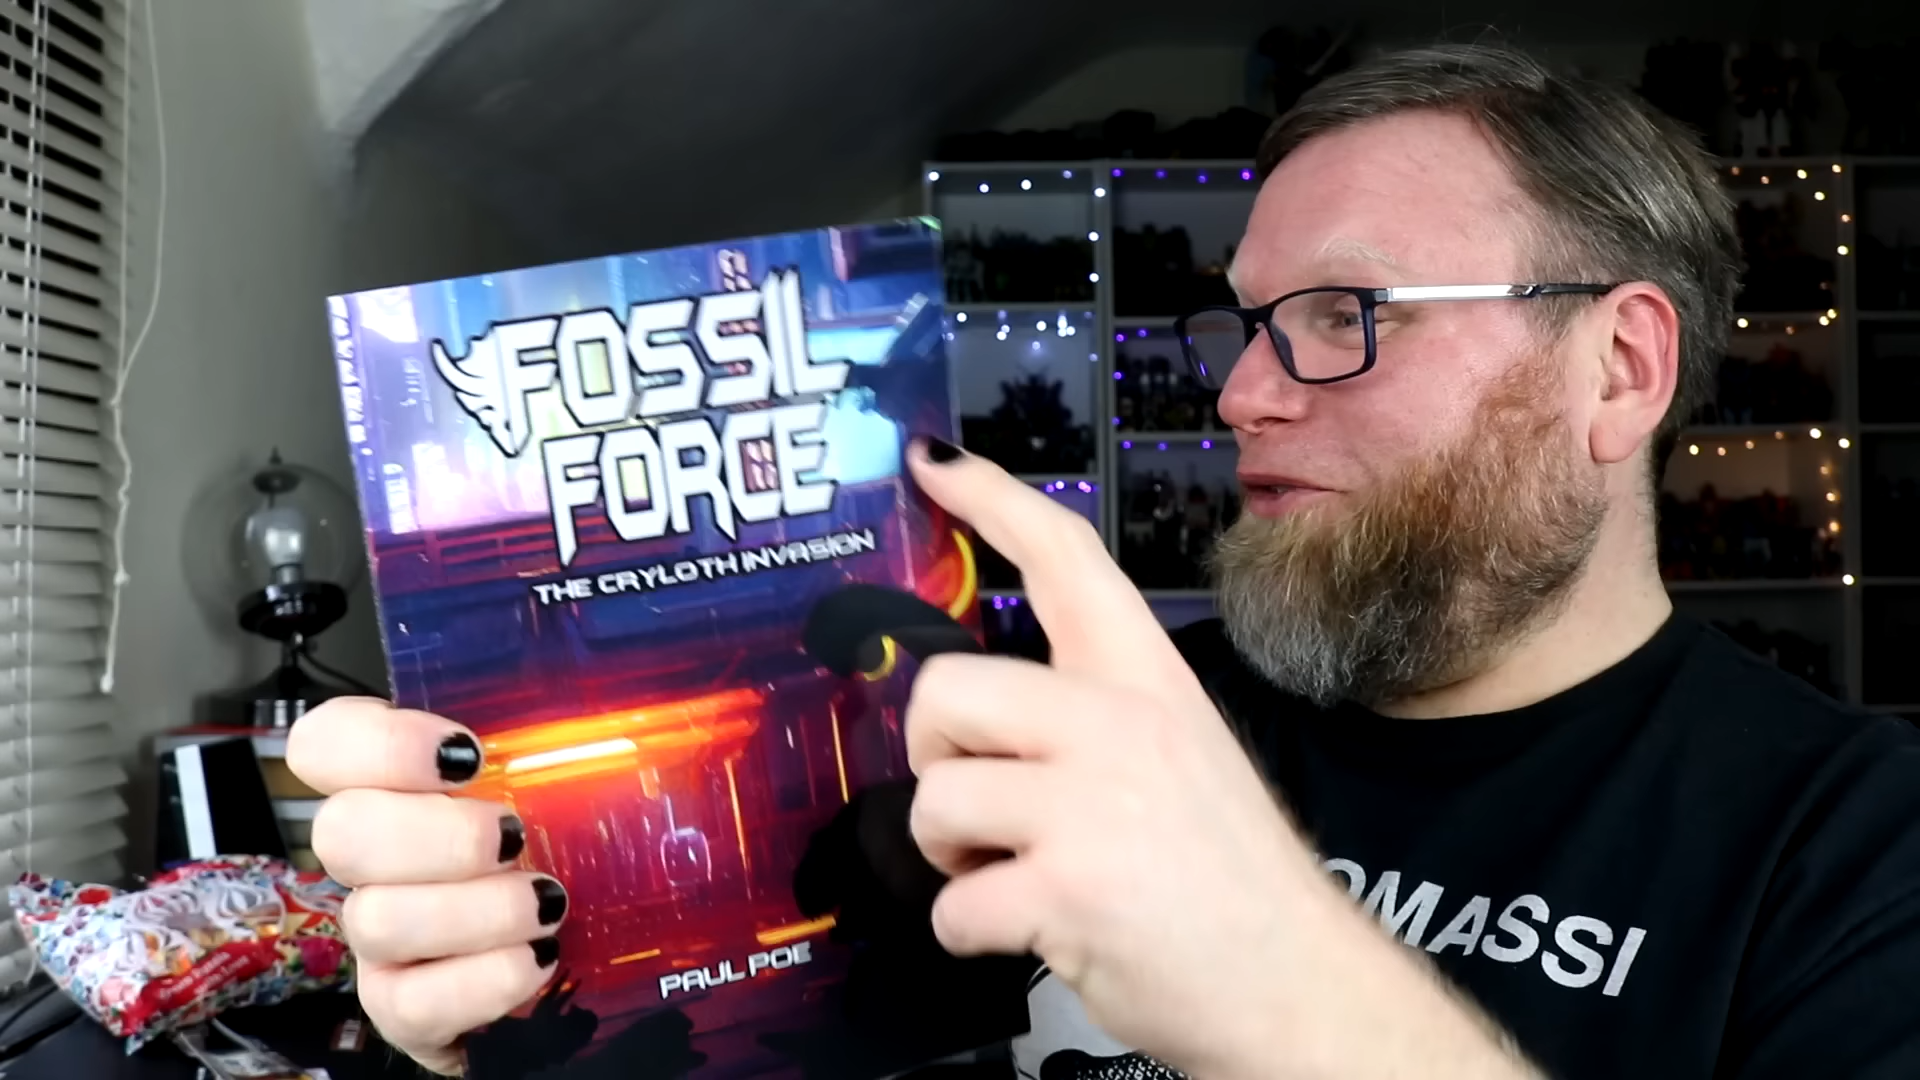 FOSSIL
FORCE
THE CRYLOTH INVASION
PAUL POE
OMASSI